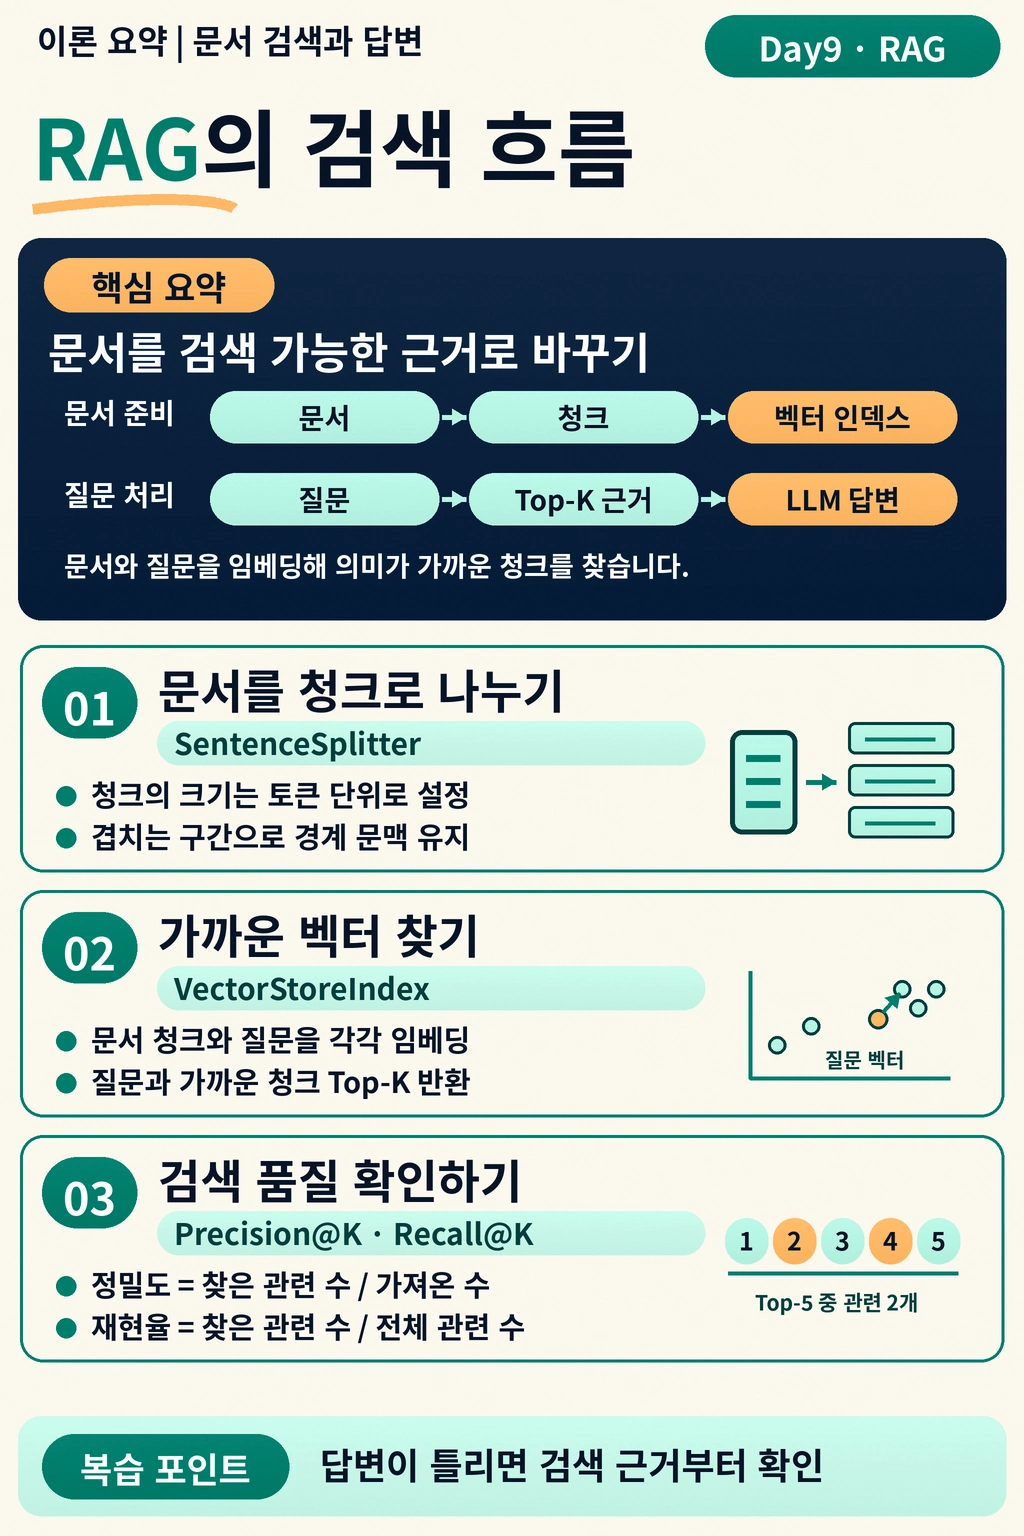 이론 요약 | 문서 검색과 답변
Day9 · RAG
RAG의 검색 흐름
핵심 요약
문서를 검색 가능한 근거로 바꾸기
문서 준비 문서 청크 벡터 인덱스
질문 처리 질문 Top-K 근거 LLM 답변
문서와 질문을 임베딩해 의미가 가까운 청크를 찾습니다.
01 문서를 청크로 나누기
SentenceSplitter
청크의 크기는 토큰 단위로 설정
겹치는 구간으로 경계 문맥 유지
02 가까운 벡터 찾기
VectorStoreIndex
문서 청크와 질문을 각각 임베딩
질문과 가까운 청크 Top-K 반환
질문 벡터
03 검색 품질 확인하기
Precision@K · Recall@K
정밀도 = 찾은 관련 수 / 가져온 수
재현율 = 찾은 관련 수 / 전체 관련 수
1 2 3 4 5
Top-5 중 관련 2개
복습 포인트 답변이 틀리면 검색 근거부터 확인